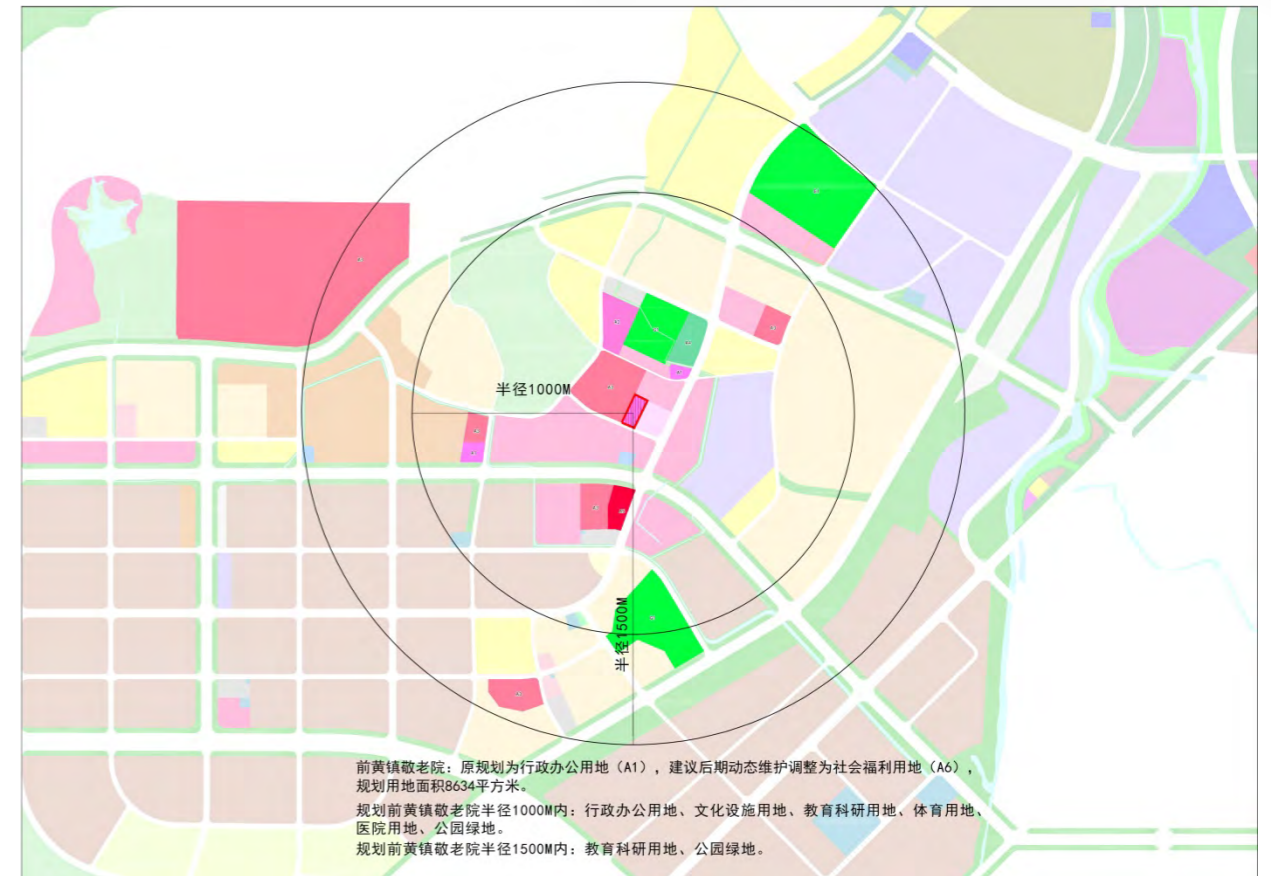 半径1000M
半径1500M
前黄镇敬老院：原规划为行政办公用地（A1），建议后期动态维护调整为社会福利用地（A6），
规划用地面积8634平方米。
规划前黄镇敬老院半径1000M内：行政办公用地、文化设施用地、教育科研用地、体育用地、
医院用地、公园绿地。
规划前黄镇敬老院半径1500M内：教育科研用地、公园绿地。